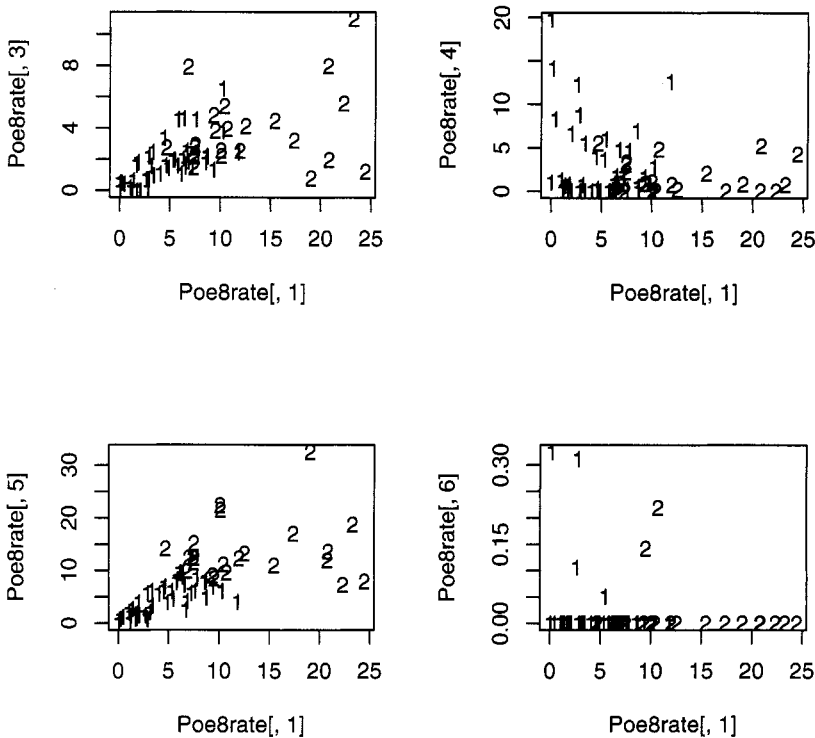 Poe8rate[, 3]
8
4
0
0 5 10 15 20 25
Poe8rate[, 1]
Poe8rate[, 4]
20
15
10
5
0
0 5 10 15 20 25
Poe8rate[, 1]
Poe8rate[, 5]
30
20
10
0
0 5 10 15 20 25
Poe8rate[, 1]
Poe8rate[, 6]
0.30
0.15
0.00
0 5 10 15 20 25
Poe8rate[, 1]